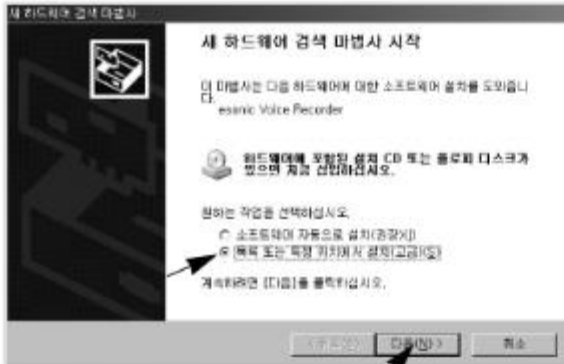 새 하드웨어 검색 마법사
새 하드웨어 검색 마법사 시작
이 마법사는 다음 하드웨어에 대한 소프트웨어 설치를 도와줍니
다.
esonic Voice Recorder
하드웨어에 포함된 설치 CD 또는 플로피 디스크가
있으면 지금 삽입하십시오.
원하는 작업을 선택하십시오.
소프트웨어 자동으로 설치(권장)(I)
목록 또는 특정 위치에서 설치(고급)(S)
계속하려면 [다음]을 클릭하십시오.
다음(N) >
취소